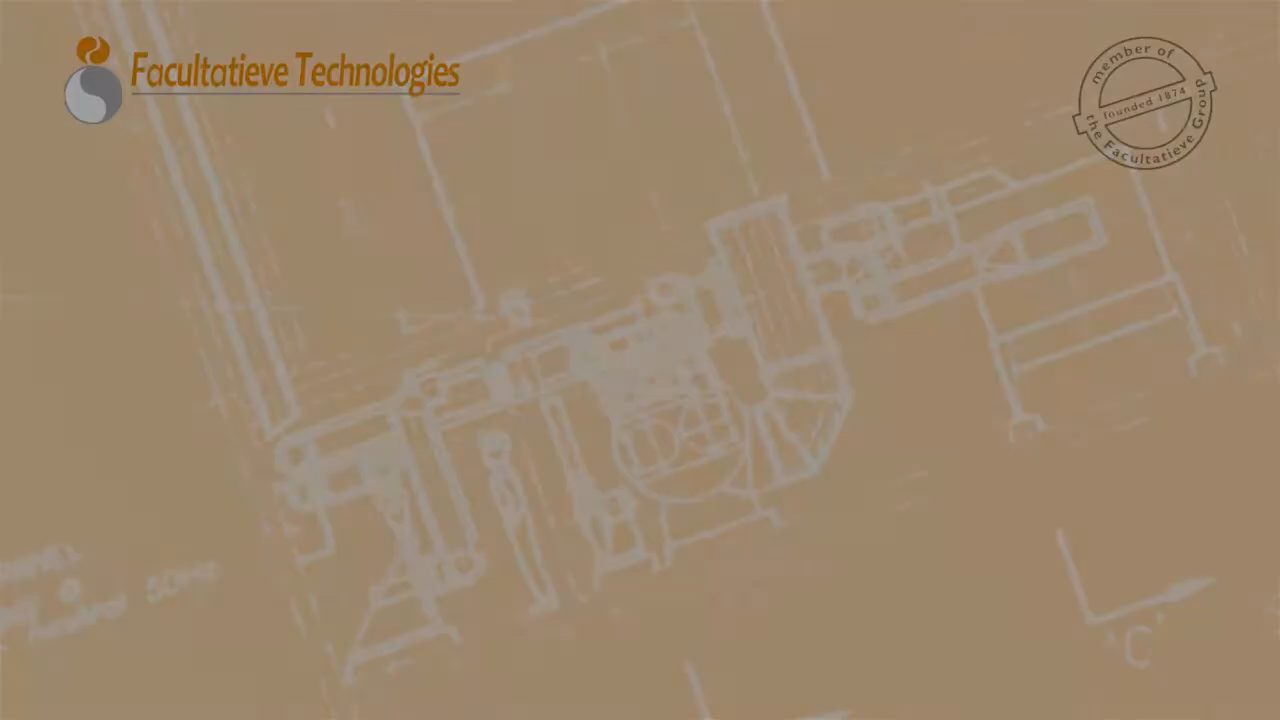 Facultatieve Technologies
member of
founded 1874
the Facultatieve Group
'C'